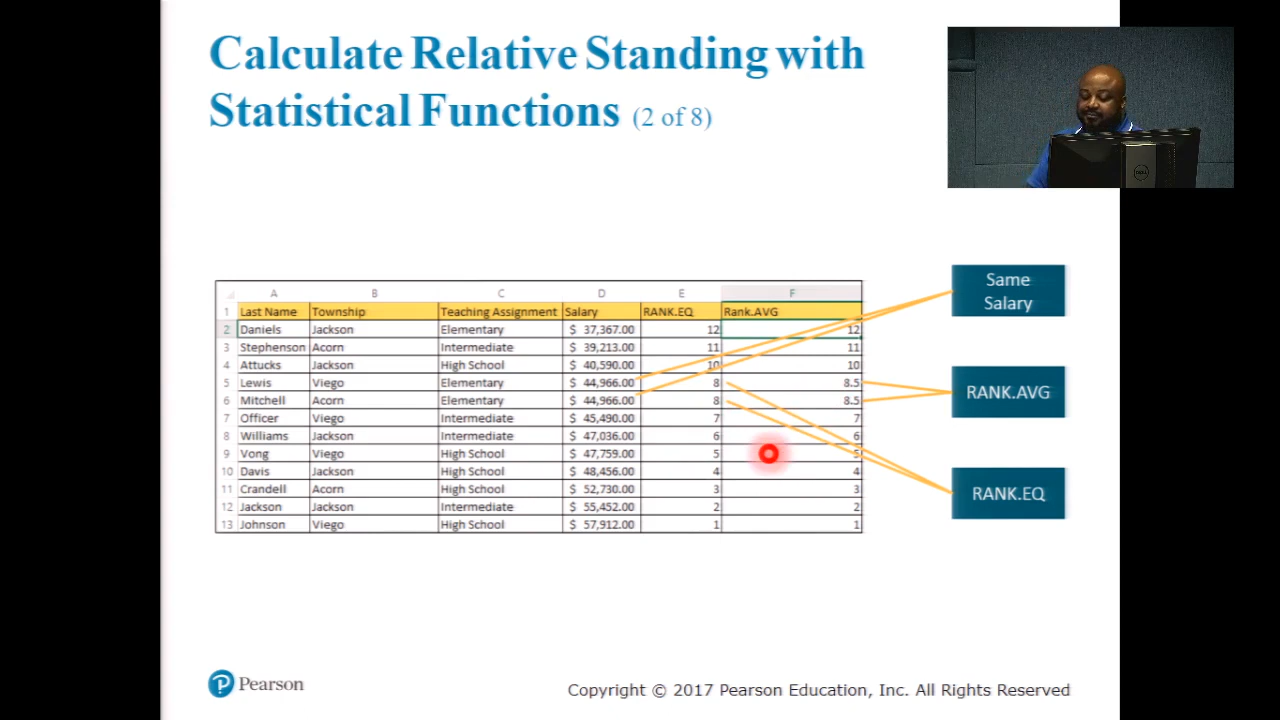 Calculate Relative Standing with
Statistical Functions (2 of 8)
Same
Salary
RANK.AVG
RANK.EQ
A B C D E F
1 Last Name Township Teaching Assignment Salary RANK.EQ Rank.AVG
2 Daniels Jackson Elementary $ 37,367.00 12 12
3 Stephenson Acorn Intermediate $ 39,213.00 11 11
4 Attucks Jackson High School $ 40,590.00 10 10
5 Lewis Viego Elementary $ 44,966.00 8 8.5
6 Mitchell Acorn Elementary $ 44,966.00 8 8.5
7 Officer Viego Intermediate $ 45,490.00 7 7
8 Williams Jackson Intermediate $ 47,036.00 6 6
9 Vong Viego High School $ 47,759.00 5 5
10 Davis Jackson High School $ 48,456.00 4 4
11 Crandell Acorn High School $ 52,730.00 3 3
12 Jackson Jackson Intermediate $ 55,452.00 2 2
13 Johnson Viego High School $ 57,912.00 1 1
P Pearson
Copyright © 2017 Pearson Education, Inc. All Rights Reserved
DELL